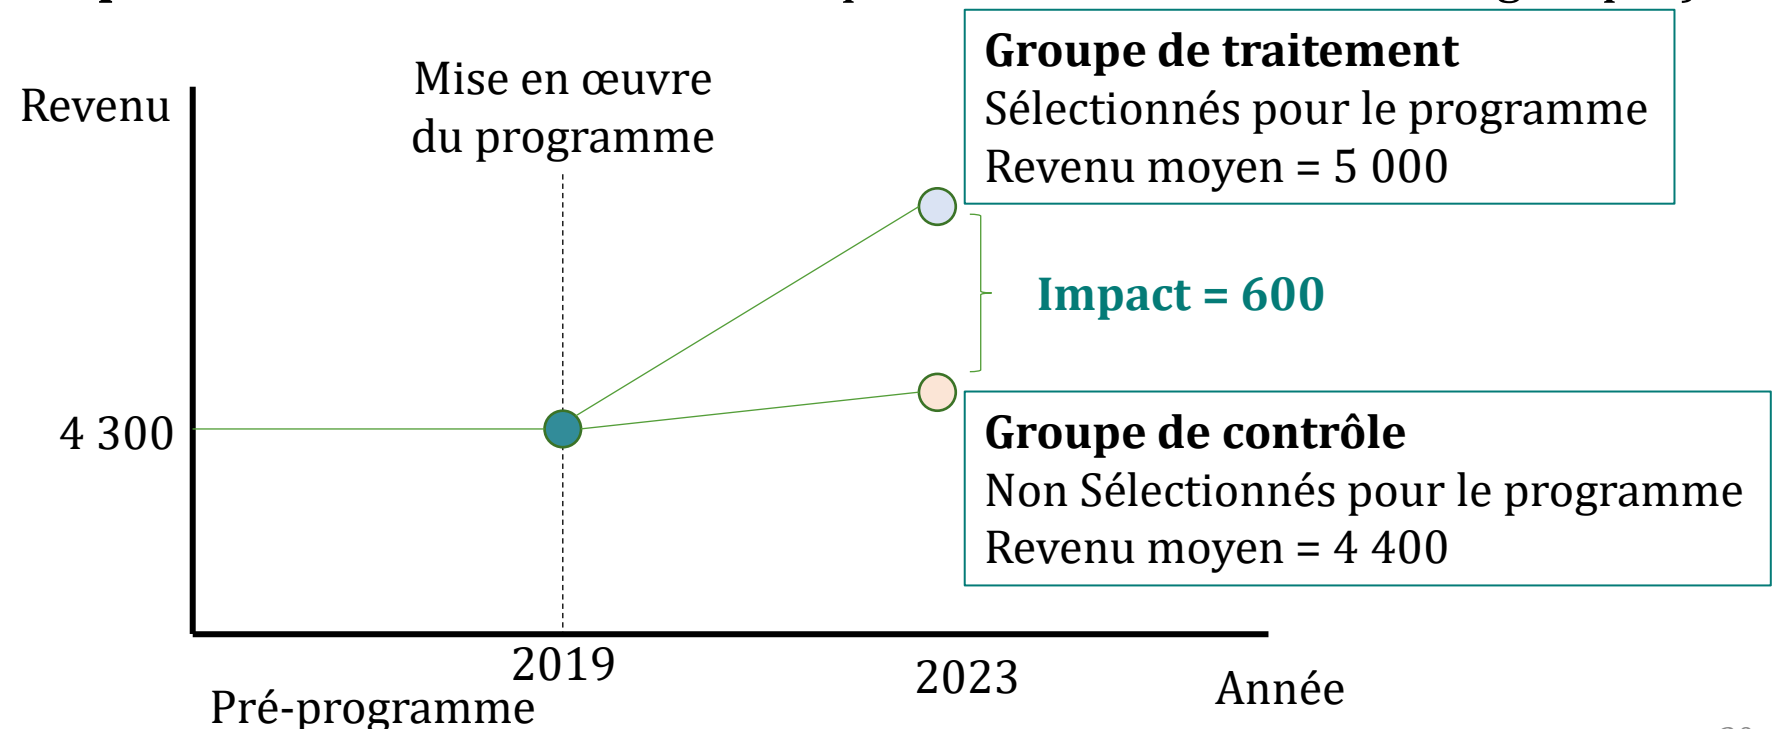 Groupe de traitement
Sélectionnés pour le programme
Revenu moyen = 5 000
Mise en œuvre
du programme
Revenu
Impact = 600
4 300
Groupe de contrôle
Non Sélectionnés pour le programme
Revenu moyen = 4 400
2019
2023
Année
Pré-programme